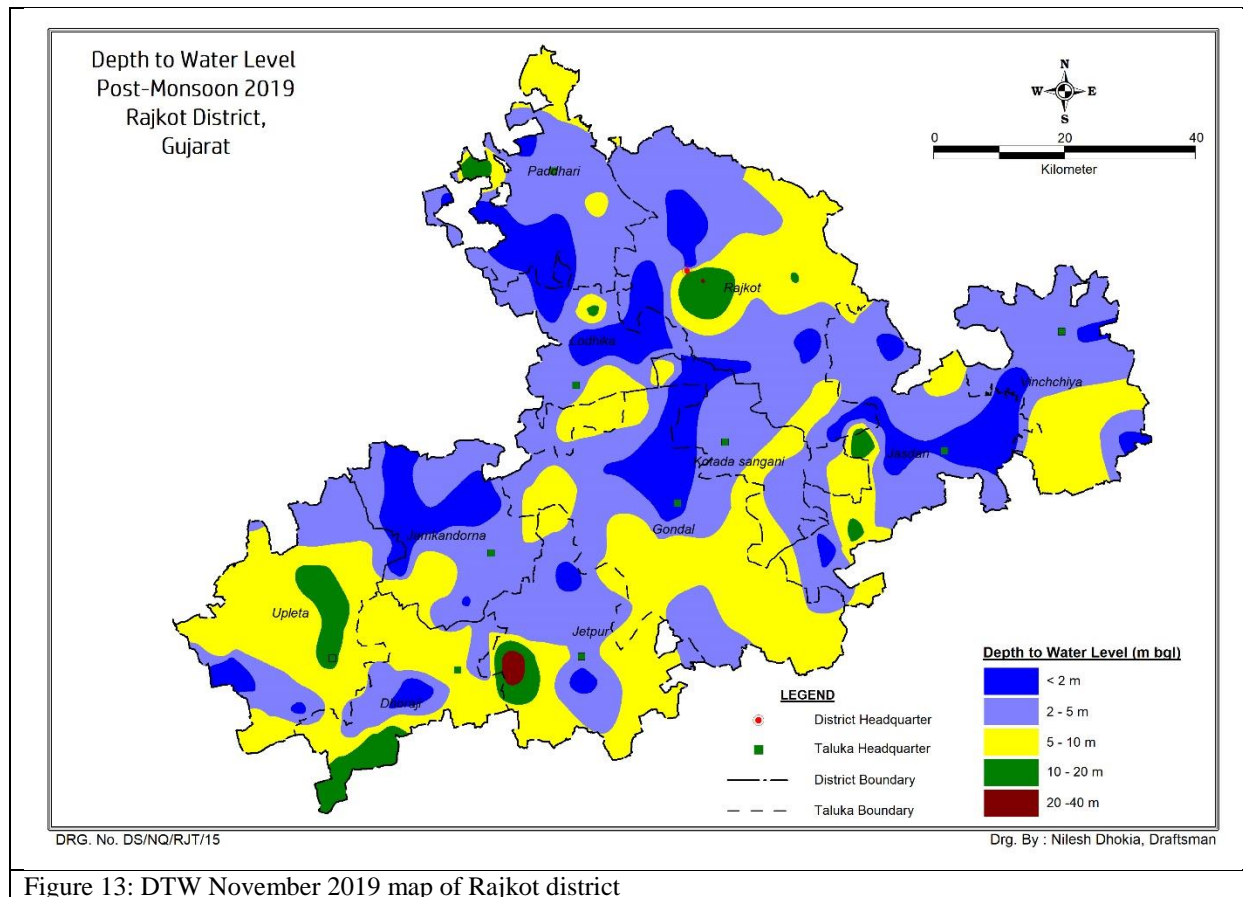 Depth to Water Level
Post-Monsoon 2019
Rajkot District,
Gujarat
N
W E
S
0 20 40
Kilometer
Paddhari
Rajkot
Lodhika
Vinchchiya
Kotada sangani
Jasdan
Gondal
Jamkandorna
Upleta
Jetpur
Dhoraji
LEGEND
District Headquarter
Taluka Headquarter
District Boundary
Taluka Boundary
Depth to Water Level (m bgl)
< 2 m
2 - 5 m
5 - 10 m
10 - 20 m
20 -40 m
DRG. No. DS/NQ/RJT/15
Drg. By : Nilesh Dhokia, Draftsman
Figure 13: DTW November 2019 map of Rajkot district